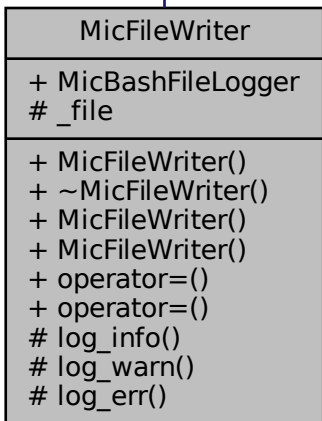 MicFileWriter
+ MicBashFileLogger
# _file
+ MicFileWriter()
+ ~MicFileWriter()
+ MicFileWriter()
+ MicFileWriter()
+ operator=()
+ operator=()
# log_info()
# log_warn()
# log_err()